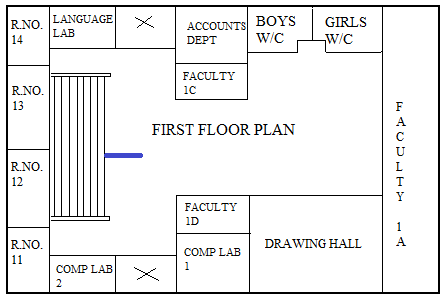 R.NO.
14
LANGUAGE
LAB
ACCOUNTS
DEPT
BOYS
W/C
GIRLS
W/C
FACULTY
1C
R.NO.
13
FIRST FLOOR PLAN
R.NO.
12
FACULTY
1D
R.NO.
11
COMP LAB
2
COMP LAB
1
DRAWING HALL
F
A
C
U
L
T
Y
1
A